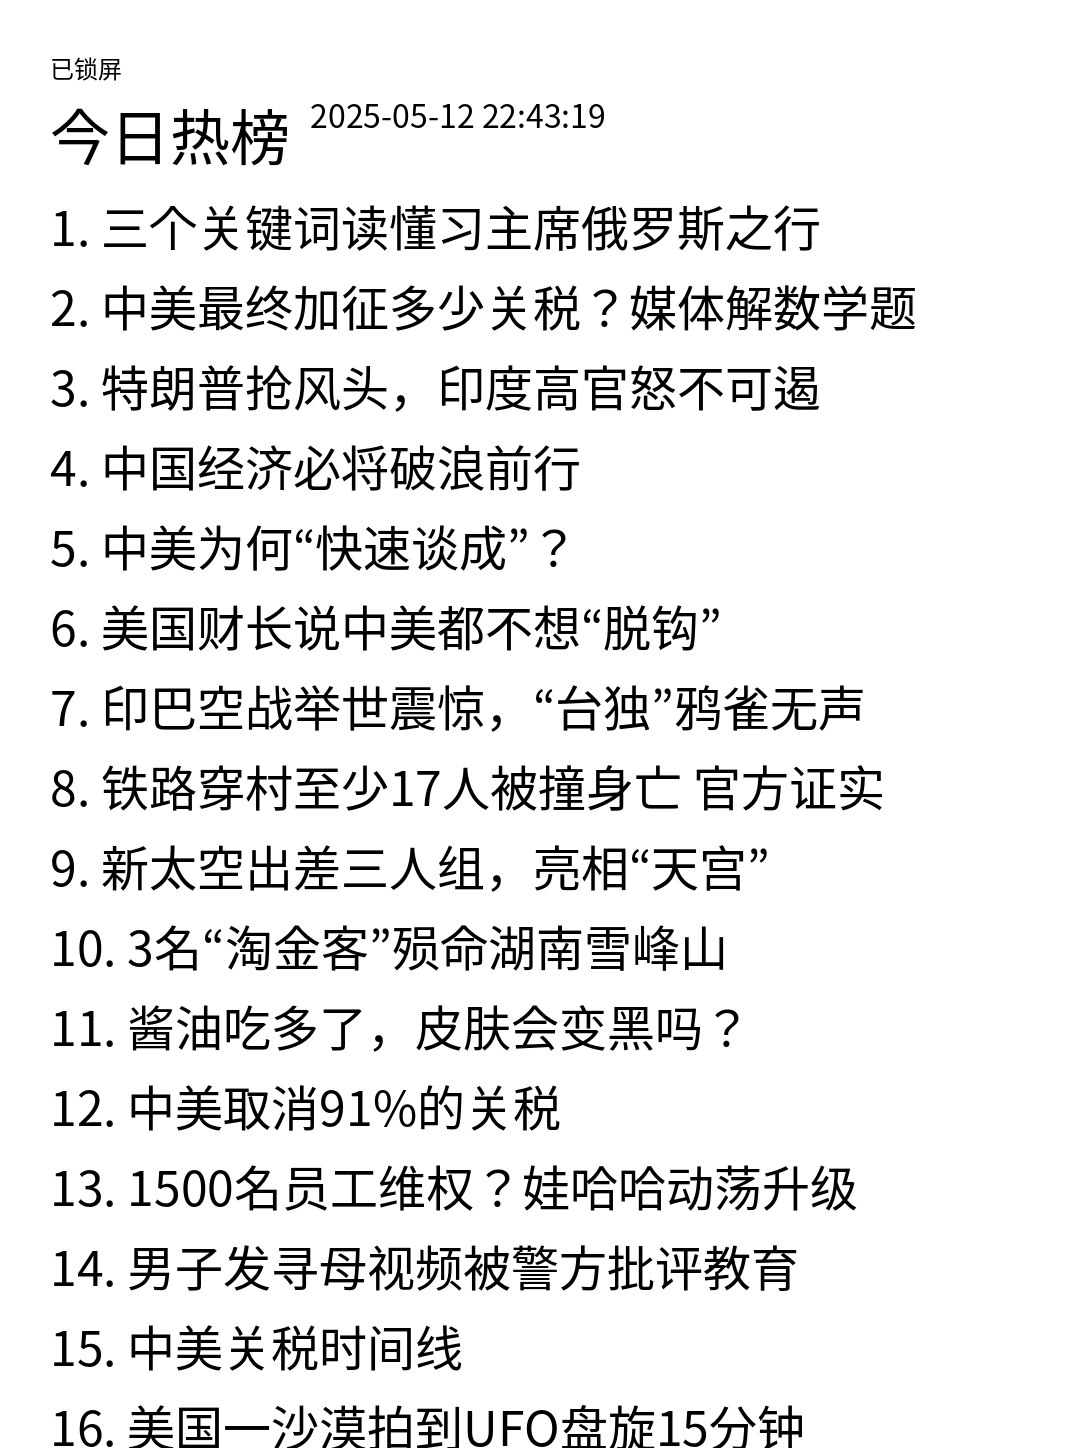 已锁屏
今日热榜 2025-05-12 22:43:19
1. 三个关键词读懂习主席俄罗斯之行
2. 中美最终加征多少关税？媒体解数学题
3. 特朗普抢风头，印度高官怒不可遏
4. 中国经济必将破浪前行
5. 中美为何“快速谈成”？
6. 美国财长说中美都不想“脱钩”
7. 印巴空战举世震惊，“台独”鸦雀无声
8. 铁路穿村至少17人被撞身亡 官方证实
9. 新太空出差三人组，亮相“天宫”
10. 3名“淘金客”殒命湖南雪峰山
11. 酱油吃多了，皮肤会变黑吗？
12. 中美取消91%的关税
13. 1500名员工维权？娃哈哈动荡升级
14. 男子发寻母视频被警方批评教育
15. 中美关税时间线
16. 美国一沙漠拍到UFO盘旋15分钟